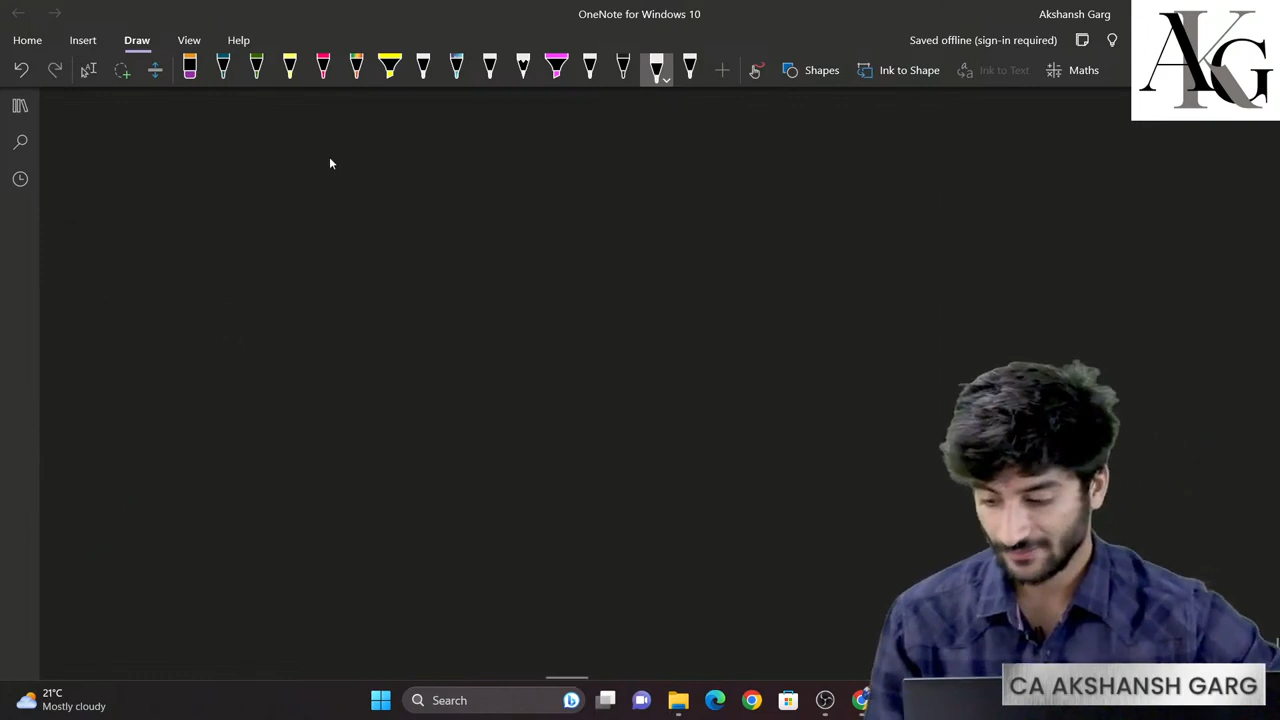 OneNote for Windows 10
Akshansh Garg
Home Insert Draw View Help
Saved offline (sign-in required)
Shapes
Ink to Shape
Ink to Text
Maths
AKG
21°C
Mostly cloudy
Search
CA AKSHANSH GARG